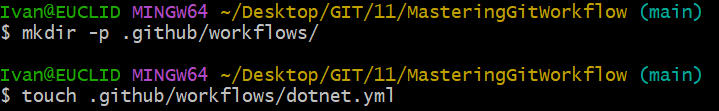 Ivan@EUCLID MINGW64 ~/Desktop/GIT/11/MasteringGitWorkflow (main)
$ mkdir -p .github/workflows/
Ivan@EUCLID MINGW64 ~/Desktop/GIT/11/MasteringGitWorkflow (main)
$ touch .github/workflows/dotnet.yml